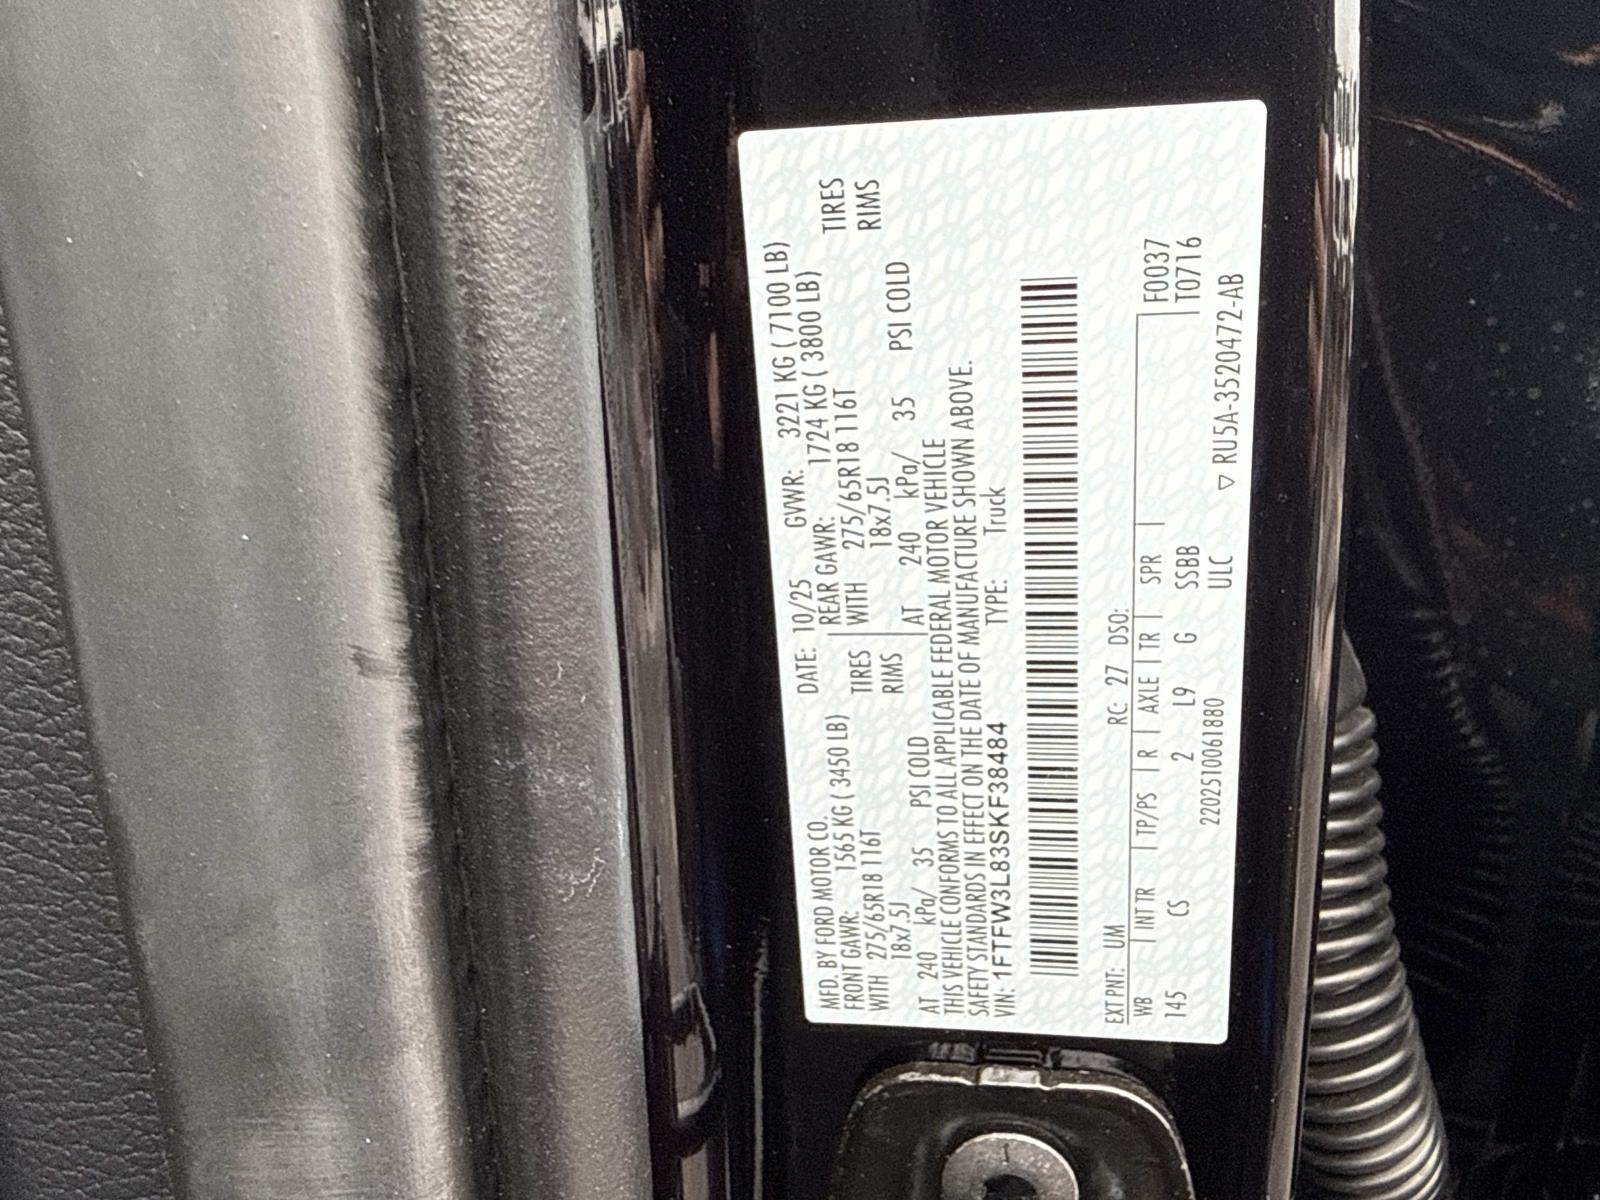 MFD. BY FORD MOTOR CO. DATE: 10/25 GVWR: 3221 KG ( 7100 LB)
FRONT GAWR: 1565 KG ( 3450 LB) REAR GAWR: 1724 KG ( 3800 LB)
WITH 275/65R18 116T TIRES WITH 275/65R18 116T TIRES
18x7.5J RIMS 18x7.5J RIMS
AT 240 kPa/ 35 PSI COLD AT 240 kPa/ 35 PSI COLD
THIS VEHICLE CONFORMS TO ALL APPLICABLE FEDERAL MOTOR VEHICLE
SAFETY STANDARDS IN EFFECT ON THE DATE OF MANUFACTURE SHOWN ABOVE.
VIN: 1FTFW3L83SKF38484 TYPE: Truck
EXT PNT: UM RC: 27 DSO:
WB INT TR TP/PS R AXLE TR SPR F0037
145 CS 2 L9 G SSBB T0716
2202510061880 ULC ▽ RU5A-3520472-AB